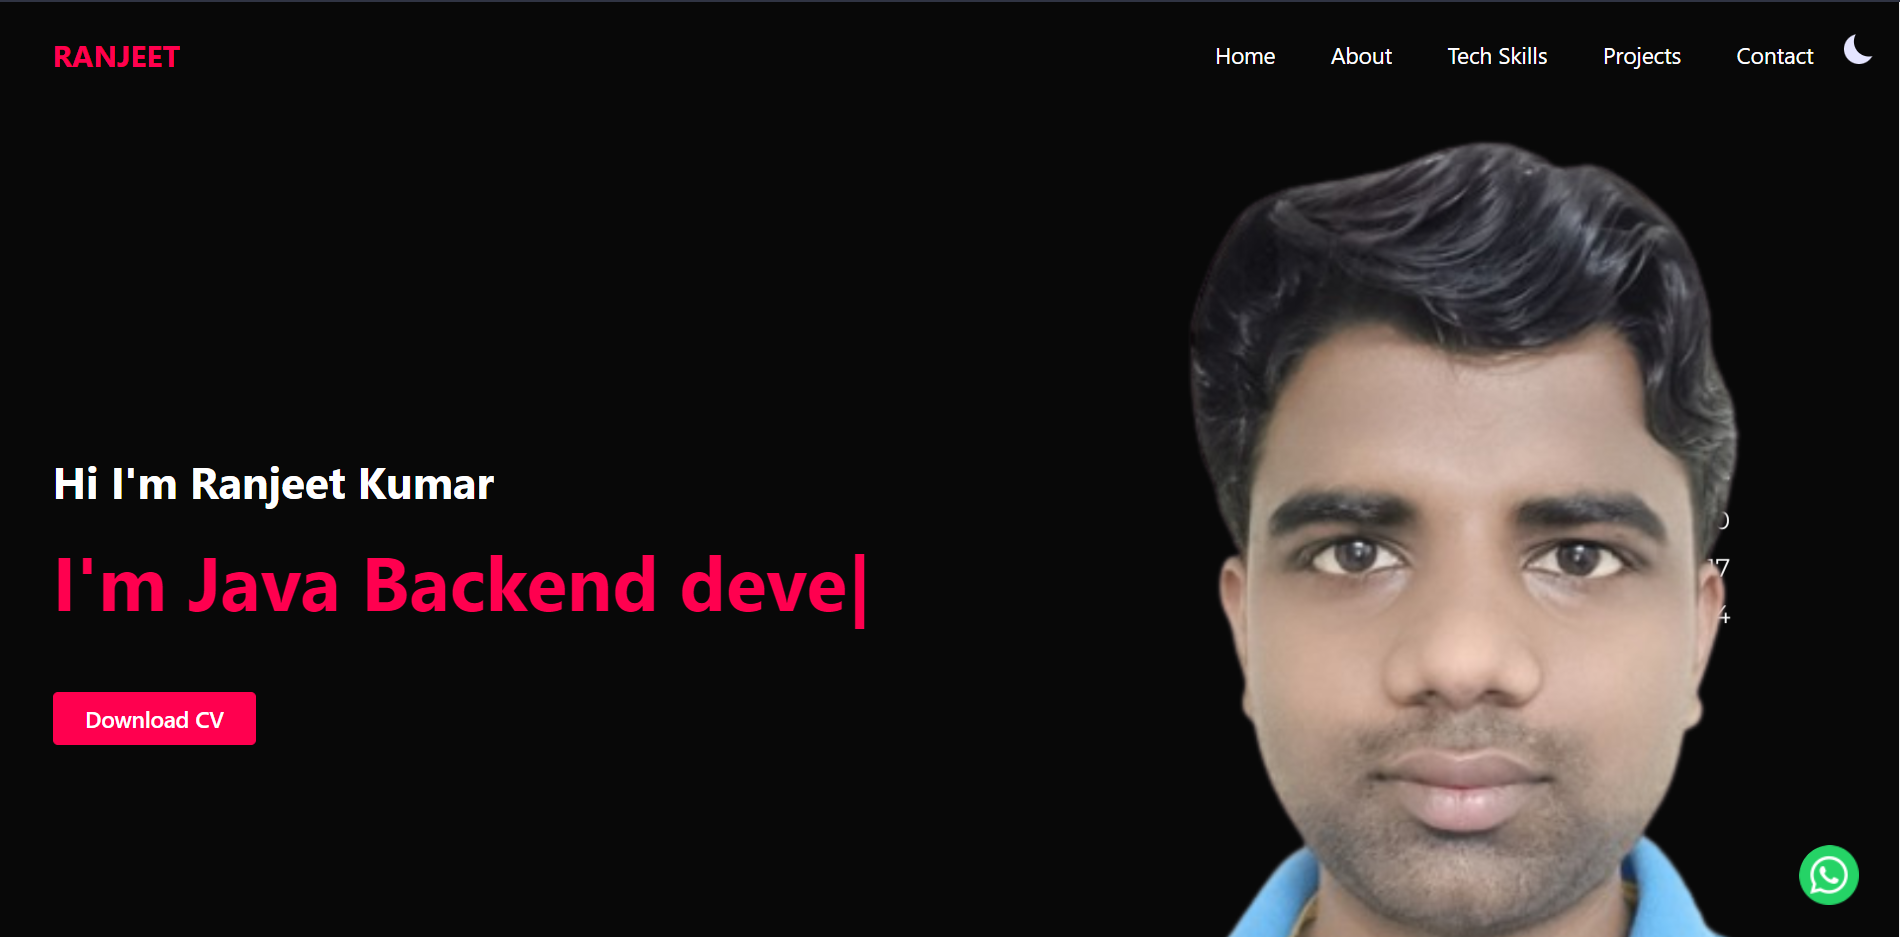 RANJEET
Home About Tech Skills Projects Contact
Hi I'm Ranjeet Kumar
I'm Java Backend deve
Download CV